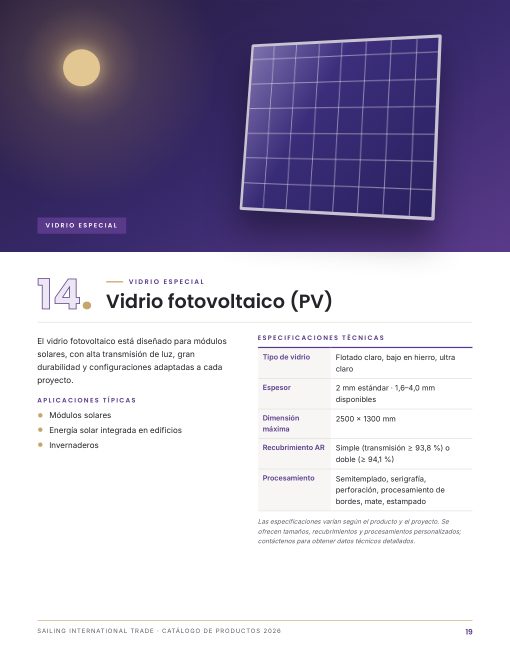 VIDRIO ESPECIAL
14.
VIDRIO ESPECIAL
Vidrio fotovoltaico (PV)
El vidrio fotovoltaico está diseñado para módulos
solares, con alta transmisión de luz, gran
durabilidad y configuraciones adaptadas a cada
proyecto.
APLICACIONES TÍPICAS
Módulos solares
Energía solar integrada en edificios
Invernaderos
ESPECIFICACIONES TÉCNICAS
Tipo de vidrio
Flotado claro, bajo en hierro, ultra
claro
Espesor
2 mm estándar · 1,6–4,0 mm
disponibles
Dimensión
máxima
2500 × 1300 mm
Recubrimiento AR
Simple (transmisión ≥ 93,8 %) o
doble (≥ 94,1 %)
Procesamiento
Semitemplado, serigrafía,
perforación, procesamiento de
bordes, mate, estampado
Las especificaciones varían según el producto y el proyecto. Se
ofrecen tamaños, recubrimientos y procesamientos personalizados;
contáctenos para obtener datos técnicos detallados.
SAILING INTERNATIONAL TRADE · CATÁLOGO DE PRODUCTOS 2026
19